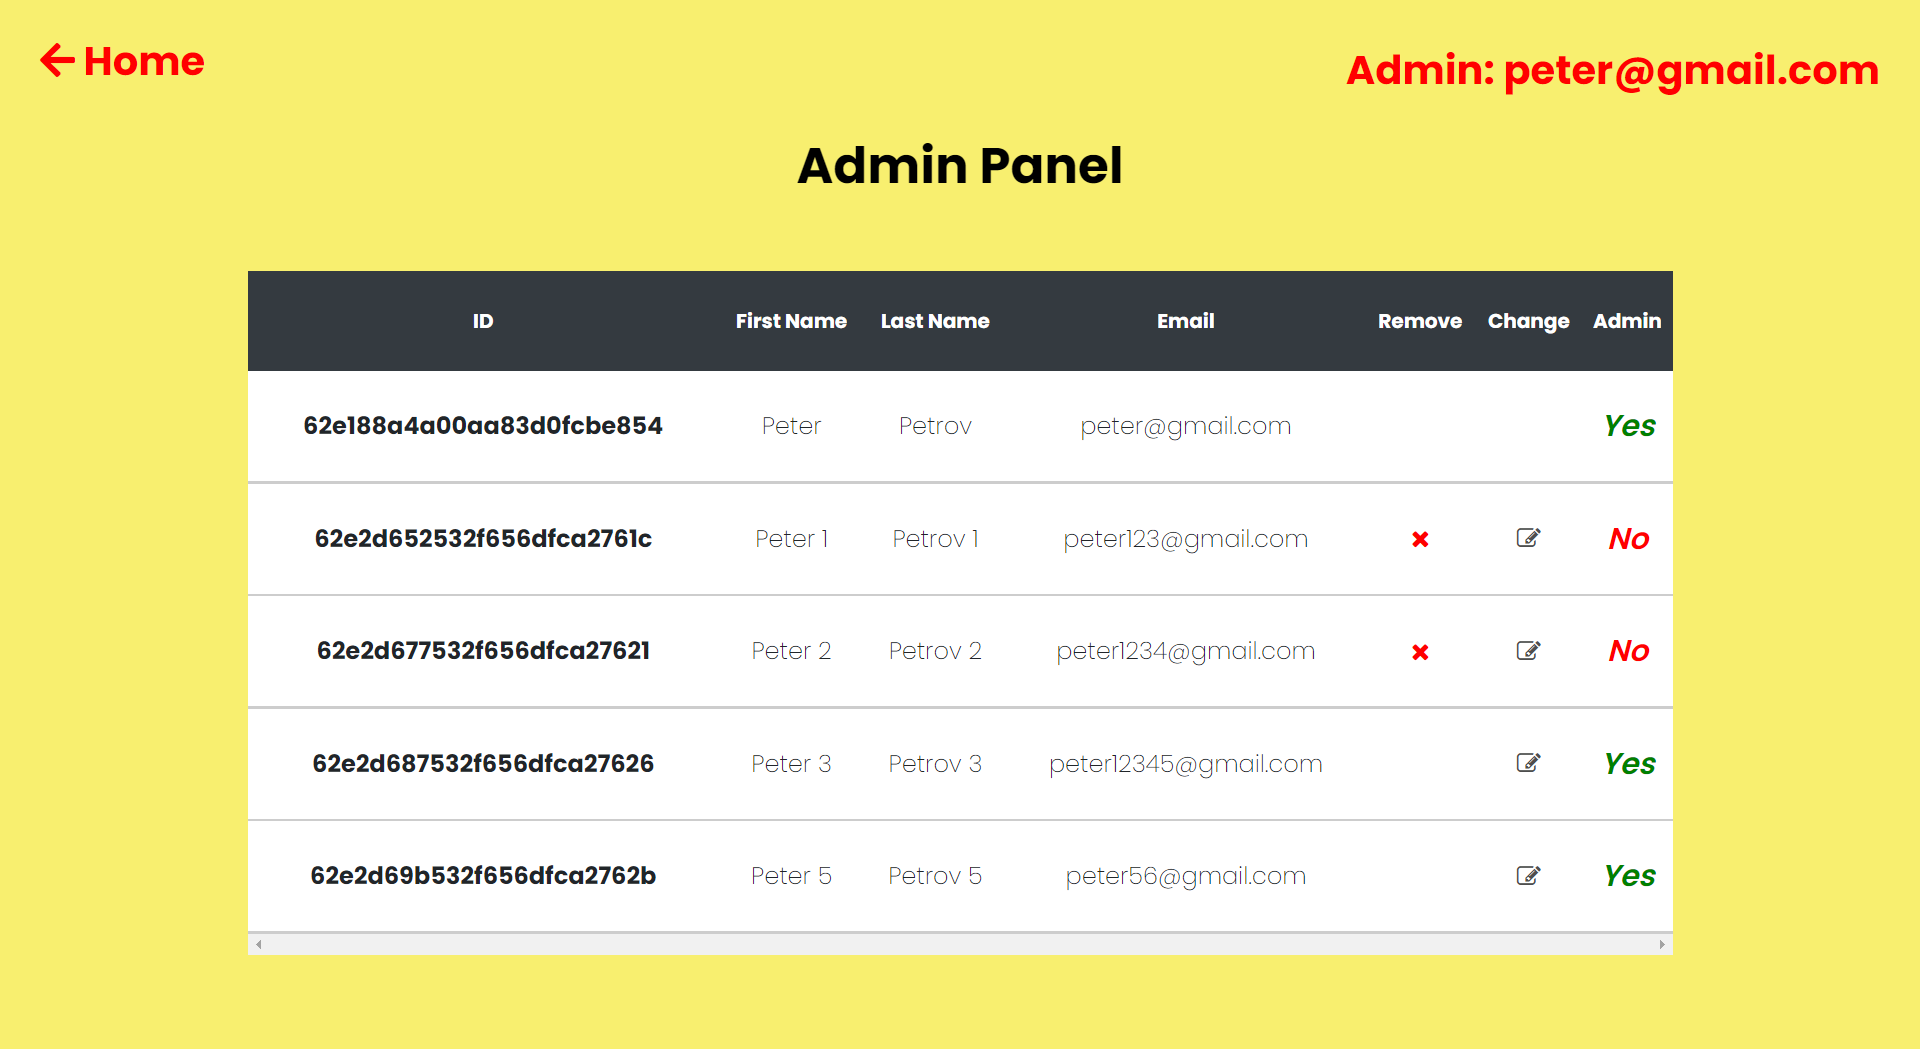 Home
Admin: peter@gmail.com
Admin Panel
ID First Name Last Name Email Remove Change Admin
62e188a4a00aa83d0fcbe854 Peter Petrov peter@gmail.com Yes
62e2d652532f656dfca2761c Peter 1 Petrov 1 peter123@gmail.com No
62e2d677532f656dfca27621 Peter 2 Petrov 2 peter1234@gmail.com No
62e2d687532f656dfca27626 Peter 3 Petrov 3 peter12345@gmail.com Yes
62e2d69b532f656dfca2762b Peter 5 Petrov 5 peter56@gmail.com Yes